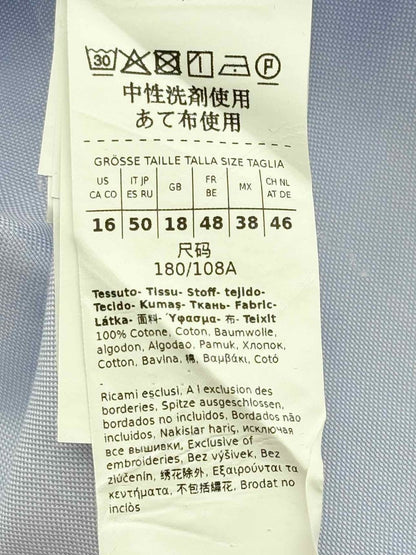 30
中性洗剤使用
あて布使用
GRÖSSE TAILLE TALLA SIZE TAGLIA
US IT JP GB FR MX CH NL
CA CO ES RU BE AT DE
16 50 18 48 38 46
尺码
180/108A
Tessuto- Tissu- Stoff- tejido-
Tecido- Kumaş- Ткань- Fabric-
Látka- 面料- Ύφασμα- 布- Teixit
100% Cotone, Coton, Baumwolle,
algodon, Algodao, Pamuk, Хлопок,
Cotton, Bavlna, 棉, Βαμβάκι, Cotó
Ricami esclusi, A l exclusion des
borderies, Spitze ausgeschlossen,
bordados no incluidos, Bordados não
incluidos, Nakislar hariç, исключая
все вышивки, Exclusive of
embroideries, Bez výšivek, Bez
zlúčenín, 绣花除外, Εξαιρούνται τα
κεντήματα, 不包括繡花, Brodat no
inclòs